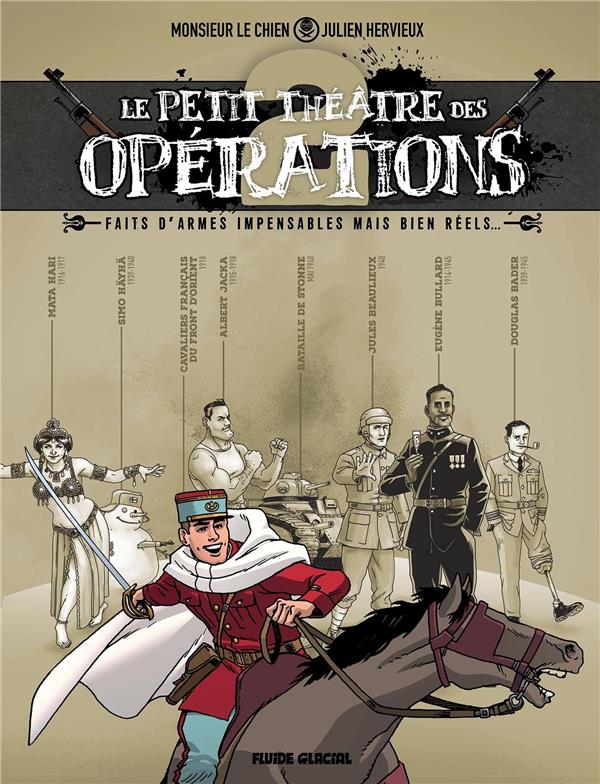 MONSIEUR LE CHIEN JULIEN HERVIEUX
2
LE PETIT THÉÂTRE DES
OPÉRATIONS
FAITS D'ARMES IMPENSABLES MAIS BIEN RÉELS...
MATA HARI
1916-1917
SIMO HÄYHÄ
1939-1940
CAVALIERS FRANÇAIS
DU FRONT D'ORIENT
1918
ALBERT JACKA
1915-1918
BATAILLE DE STONNE
MAI 1940
JULES BEAULIEUX
1940
EUGÈNE BULLARD
1914-1945
DOUGLAS BADER
1939-1945
FLUIDE GLACIAL